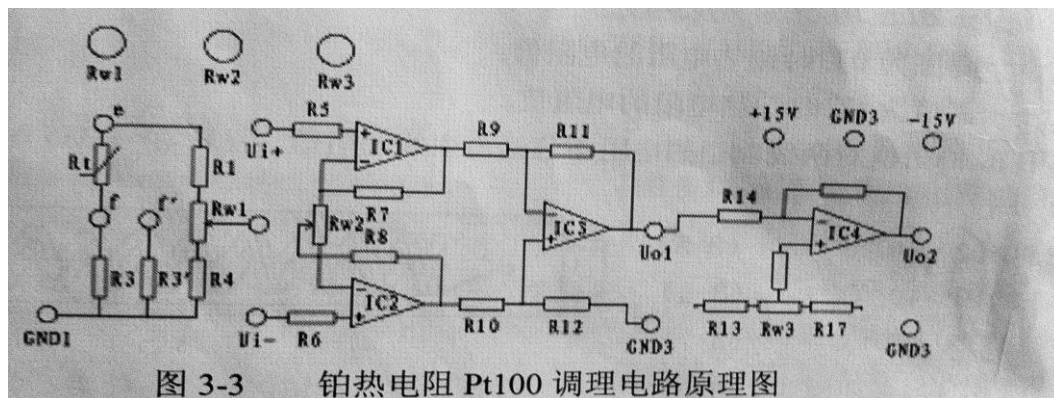 Rw1 Rw2 Rw3
e R5 IC1 R9 R11 +15V GND3 -15V
Rt R1 Ui+
f f' Rw1 Rw2 R7 R8 IC3 Uo1 R14 IC4 Uo2
R3 R3' R4 IC2
GND1 Ui- R6 R10 R12 GND3 R13 Rw3 R17 GND3
图 3-3 铂热电阻 Pt100 调理电路原理图